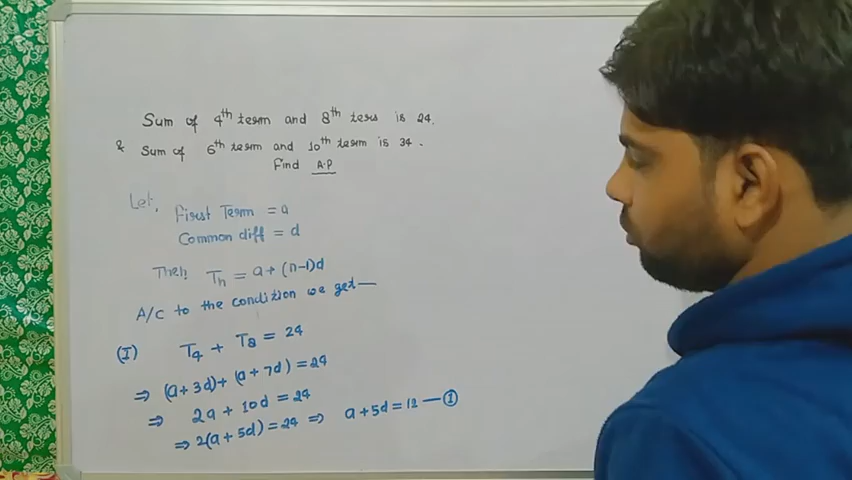 Sum of 4th term and 8th term is 24.
& Sum of 6th term and 10th term is 34.
Find A.P
Let,
First Term = a
Common diff = d
Then, Tn = a + (n-1)d
A/c to the condition we get—
(I) T4 + T8 = 24
⇒ (a + 3d) + (a + 7d) = 24
⇒ 2a + 10d = 24
⇒ 2(a + 5d) = 24 ⇒ a + 5d = 12 — ①